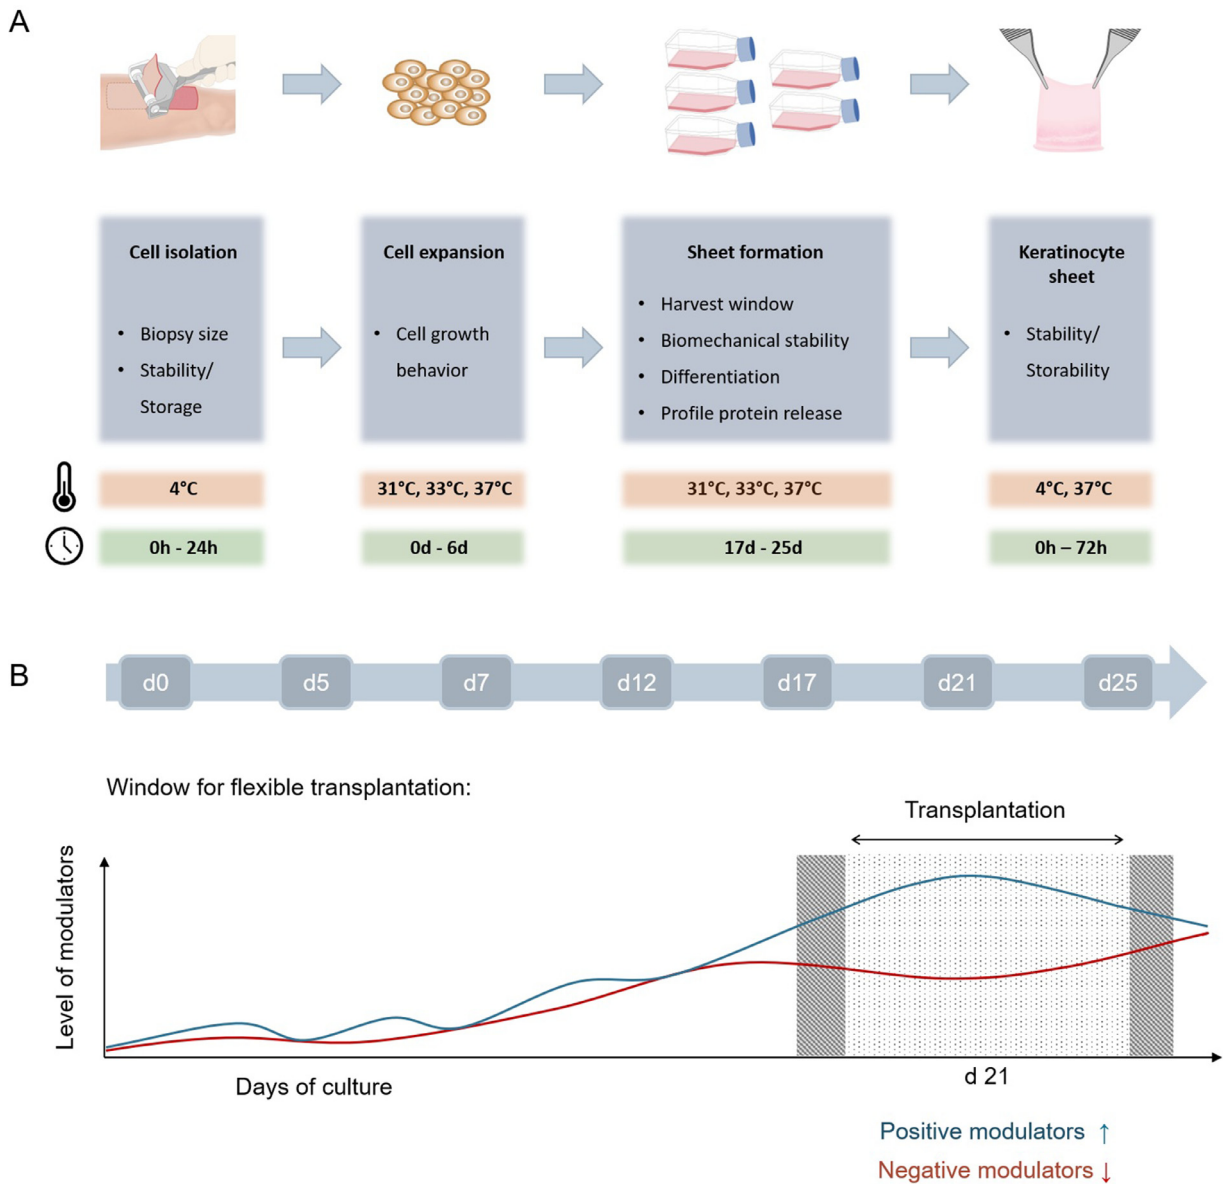 A
Cell isolation
• Biopsy size
• Stability/
Storage
Cell expansion
• Cell growth
behavior
Sheet formation
• Harvest window
• Biomechanical stability
• Differentiation
• Profile protein release
Keratinocyte
sheet
• Stability/
Storability
4°C
31°C, 33°C, 37°C
31°C, 33°C, 37°C
4°C, 37°C
0h - 24h
0d - 6d
17d - 25d
0h – 72h
B
d0
d5
d7
d12
d17
d21
d25
Window for flexible transplantation:
Transplantation
Level of modulators
Days of culture
d 21
Positive modulators ↑
Negative modulators ↓